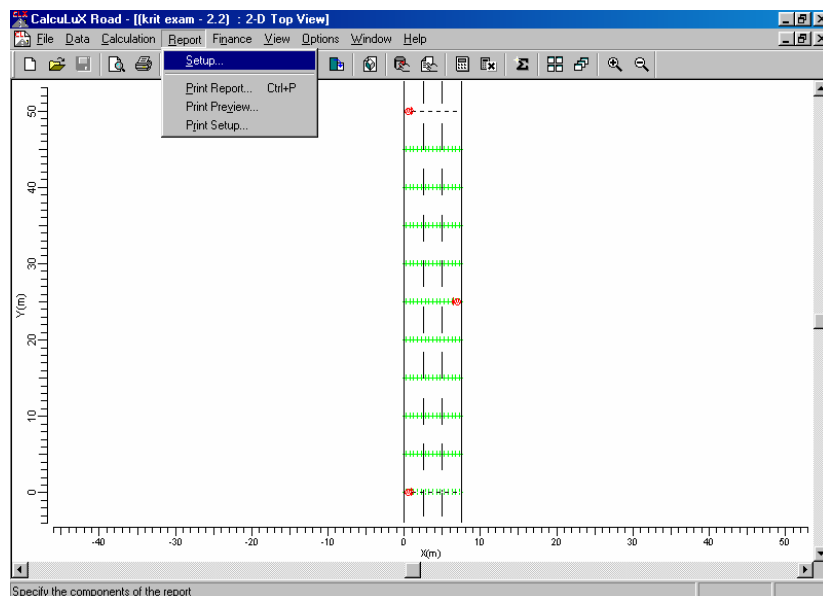 CalcuLuX Road - [(krit exam - 2.2) : 2-D Top View]
File Data Calculation Report Finance View Options Window Help
Setup...
Print Report... Ctrl+P
Print Preview...
Print Setup...
50
40
30
Y(m)
20
10
0
-40 -30 -20 -10 0 10 20 30 40 50
X(m)
Specify the components of the report